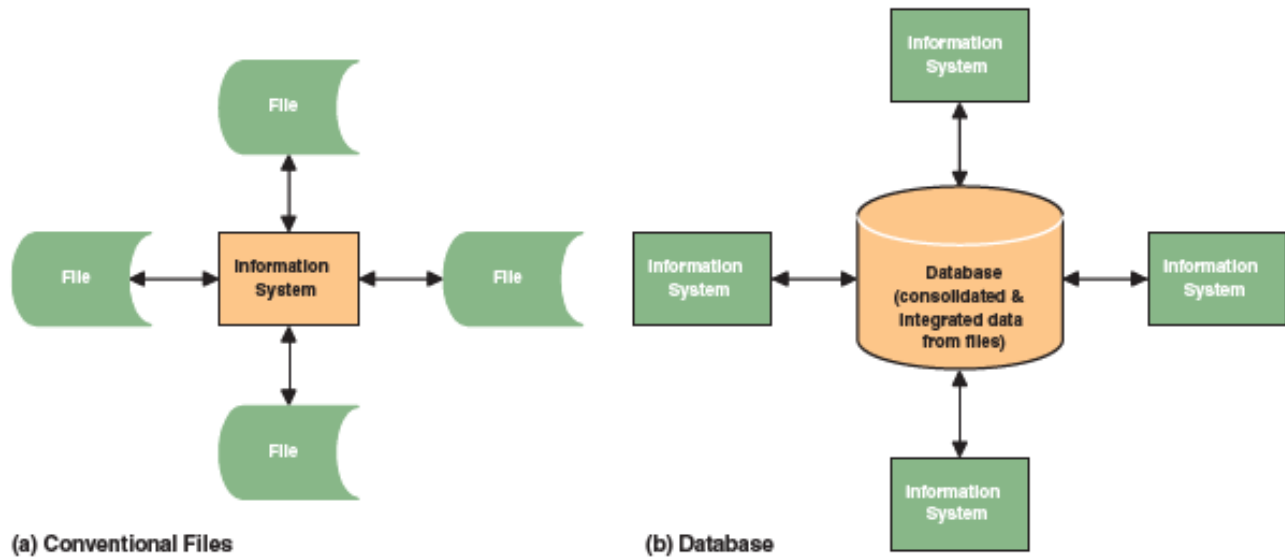 File
File
Information
System
File
File
(a) Conventional Files
Information
System
Information
System
Database
(consolidated &
integrated data
from files)
Information
System
Information
System
(b) Database